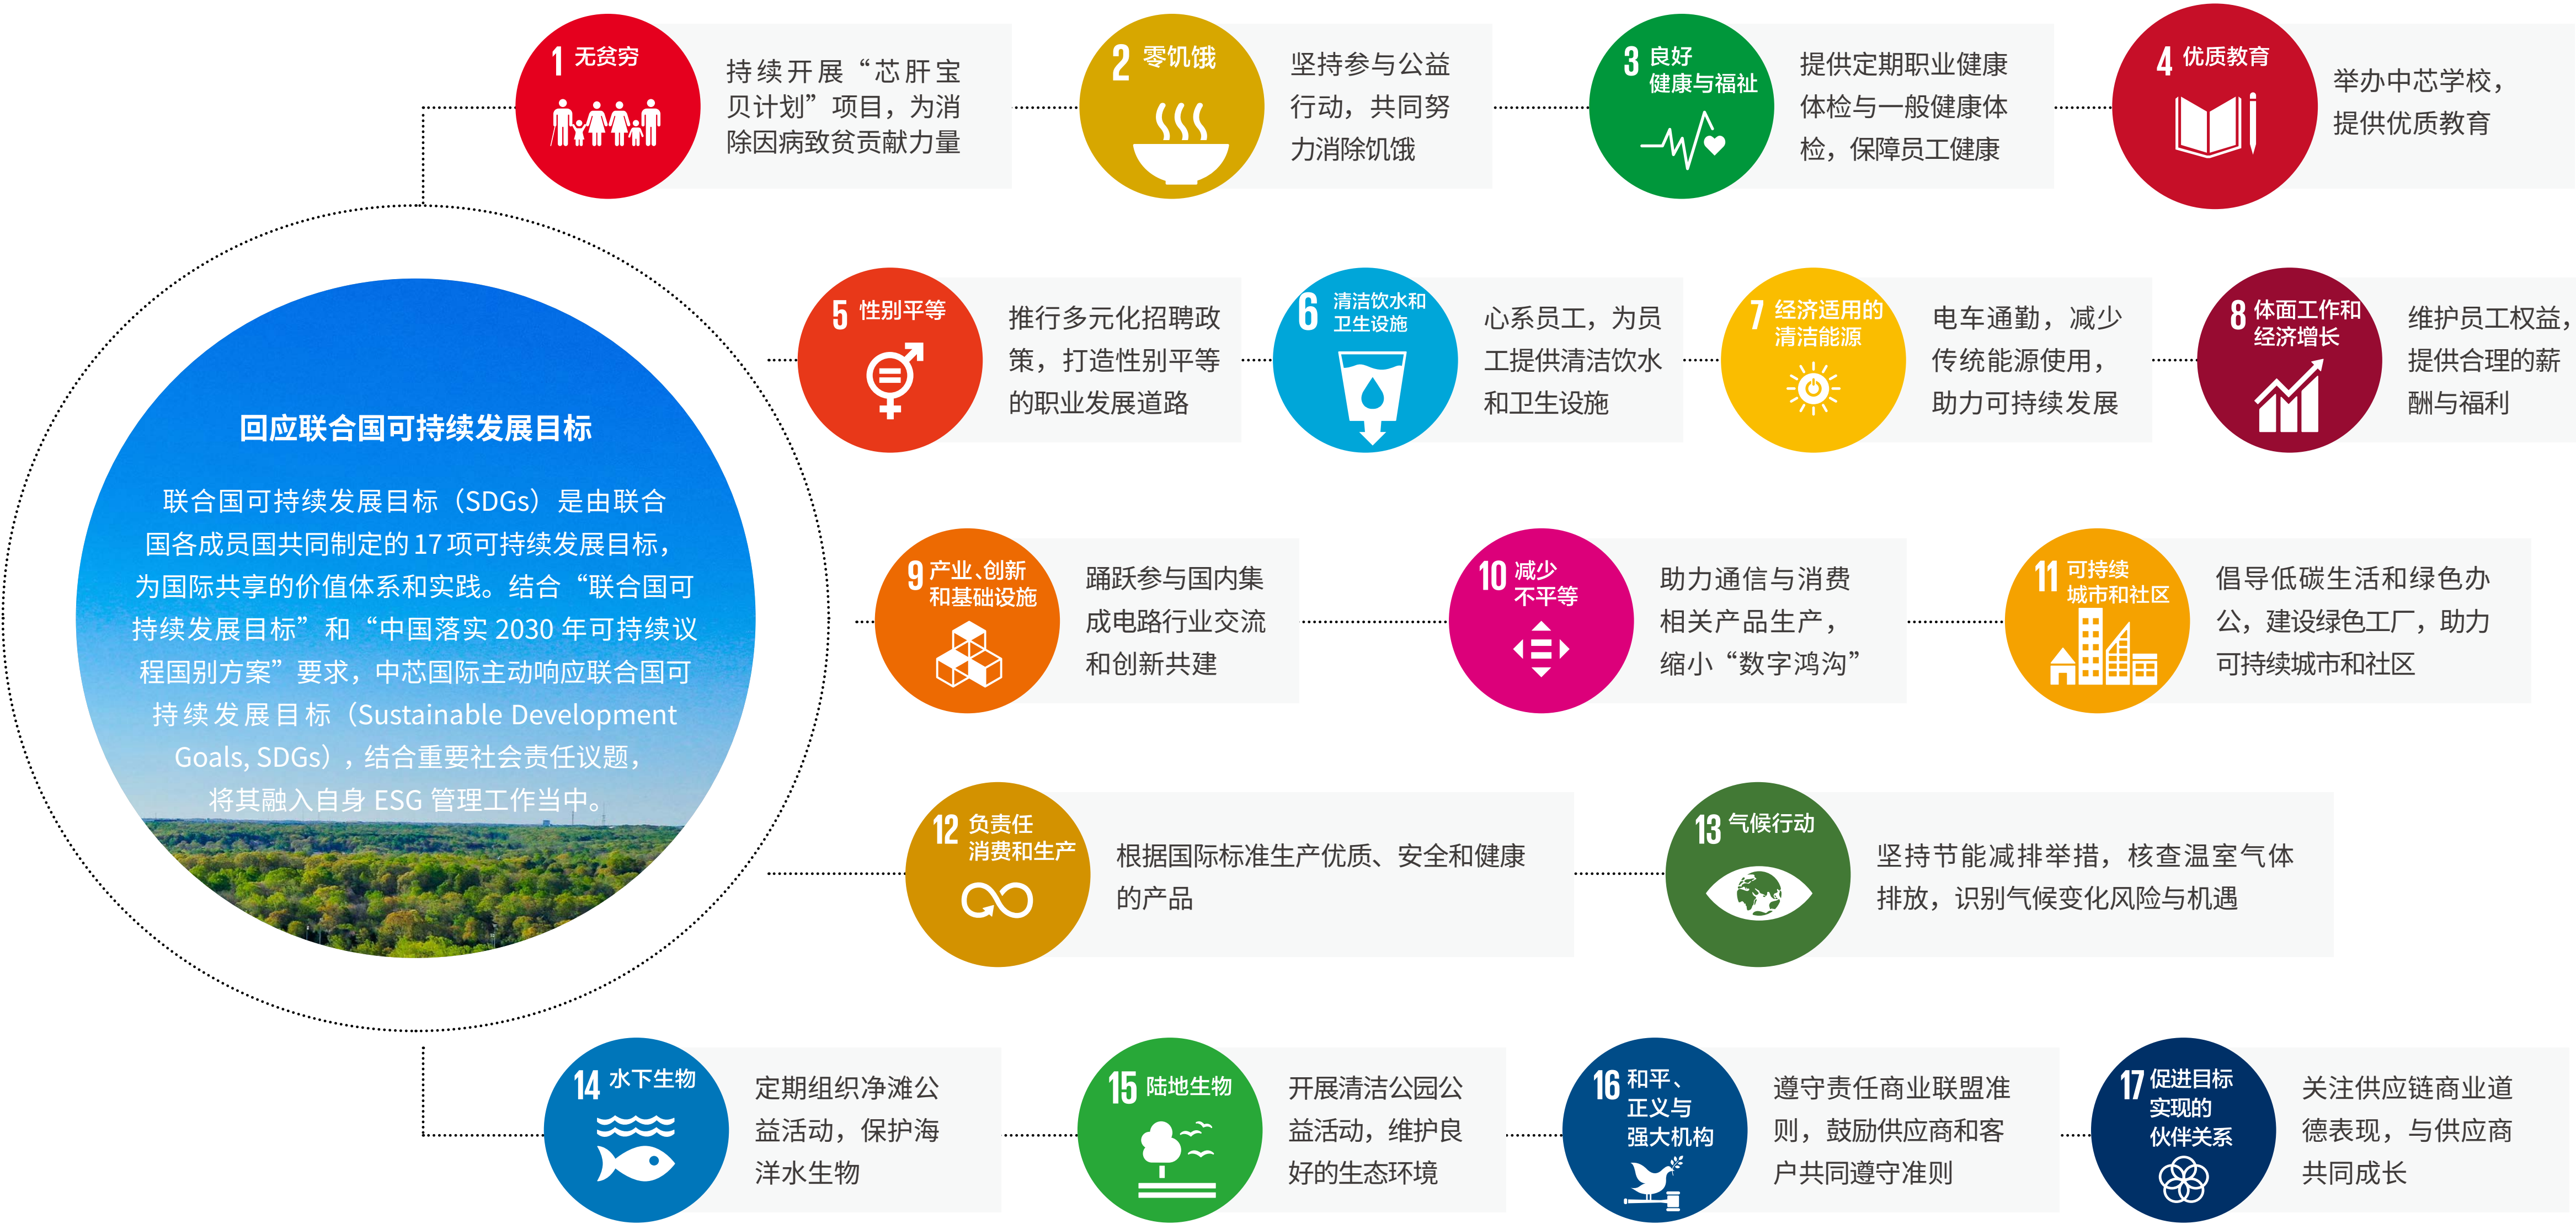 1 无贫穷
持续开展“芯肝宝
贝计划”项目，为消
除因病致贫贡献力量
2 零饥饿
坚持参与公益
行动，共同努
力消除饥饿
3 良好
健康与福祉
提供定期职业健康
体检与一般健康体
检，保障员工健康
4 优质教育
举办中芯学校，
提供优质教育
回应联合国可持续发展目标
联合国可持续发展目标（SDGs）是由联合
国各成员国共同制定的 17 项可持续发展目标，
为国际共享的价值体系和实践。结合“联合国可
持续发展目标”和“中国落实 2030 年可持续议
程国别方案”要求，中芯国际主动响应联合国可
持续发展目标（Sustainable Development
Goals, SDGs），结合重要社会责任议题，
将其融入自身 ESG 管理工作当中。
5 性别平等
推行多元化招聘政
策，打造性别平等
的职业发展道路
6 清洁饮水和
卫生设施
心系员工，为员
工提供清洁饮水
和卫生设施
7 经济适用的
清洁能源
电车通勤，减少
传统能源使用，
助力可持续发展
8 体面工作和
经济增长
维护员工权益，
提供合理的薪
酬与福利
9 产业、创新
和基础设施
踊跃参与国内集
成电路行业交流
和创新共建
10 减少
不平等
助力通信与消费
相关产品生产，
缩小“数字鸿沟”
11 可持续
城市和社区
倡导低碳生活和绿色办
公，建设绿色工厂，助力
可持续城市和社区
12 负责任
消费和生产
根据国际标准生产优质、安全和健康
的产品
13 气候行动
坚持节能减排举措，核查温室气体
排放，识别气候变化风险与机遇
14 水下生物
定期组织净滩公
益活动，保护海
洋水生物
15 陆地生物
开展清洁公园公
益活动，维护良
好的生态环境
16 和平、
正义与
强大机构
遵守责任商业联盟准
则，鼓励供应商和客
户共同遵守准则
17 促进目标
实现的
伙伴关系
关注供应链商业道
德表现，与供应商
共同成长